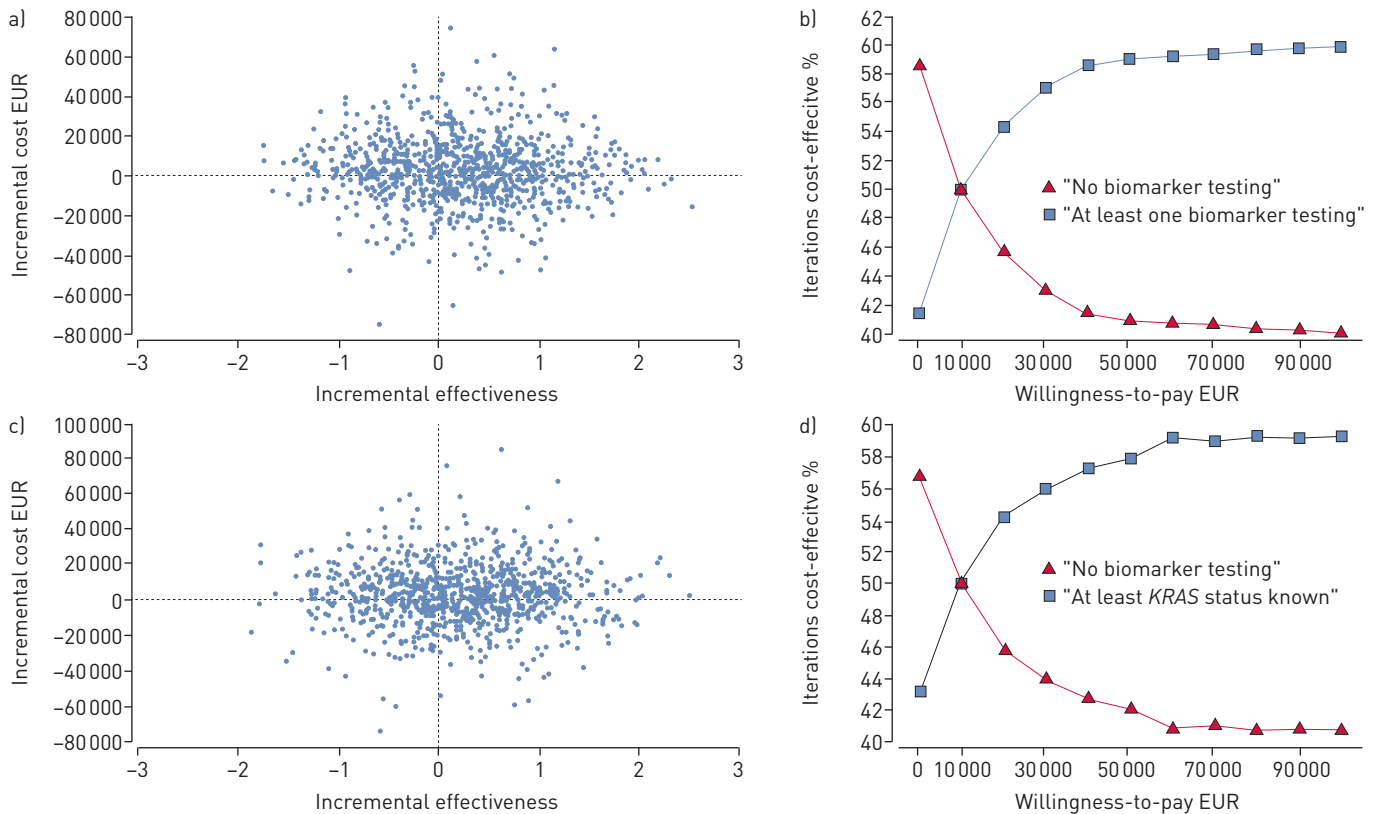 a)
Incremental cost EUR
80 000
60 000
40 000
20 000
0
−20 000
−40 000
−60 000
−80 000
−3 −2 −1 0 1 2 3
Incremental effectiveness
b)
Iterations cost-effecitve %
62
60
58
56
54
52
50
48
46
44
42
40
"No biomarker testing"
"At least one biomarker testing"
0 10 000 30 000 50 000 70 000 90 000
Willingness-to-pay EUR
c)
Incremental cost EUR
100 000
80 000
60 000
40 000
20 000
0
−20 000
−40 000
−60 000
−80 000
−3 −2 −1 0 1 2 3
Incremental effectiveness
d)
Iterations cost-effecitve %
60
58
56
54
52
50
48
46
44
42
40
"No biomarker testing"
"At least KRAS status known"
0 10 000 30 000 50 000 70 000 90 000
Willingness-to-pay EUR